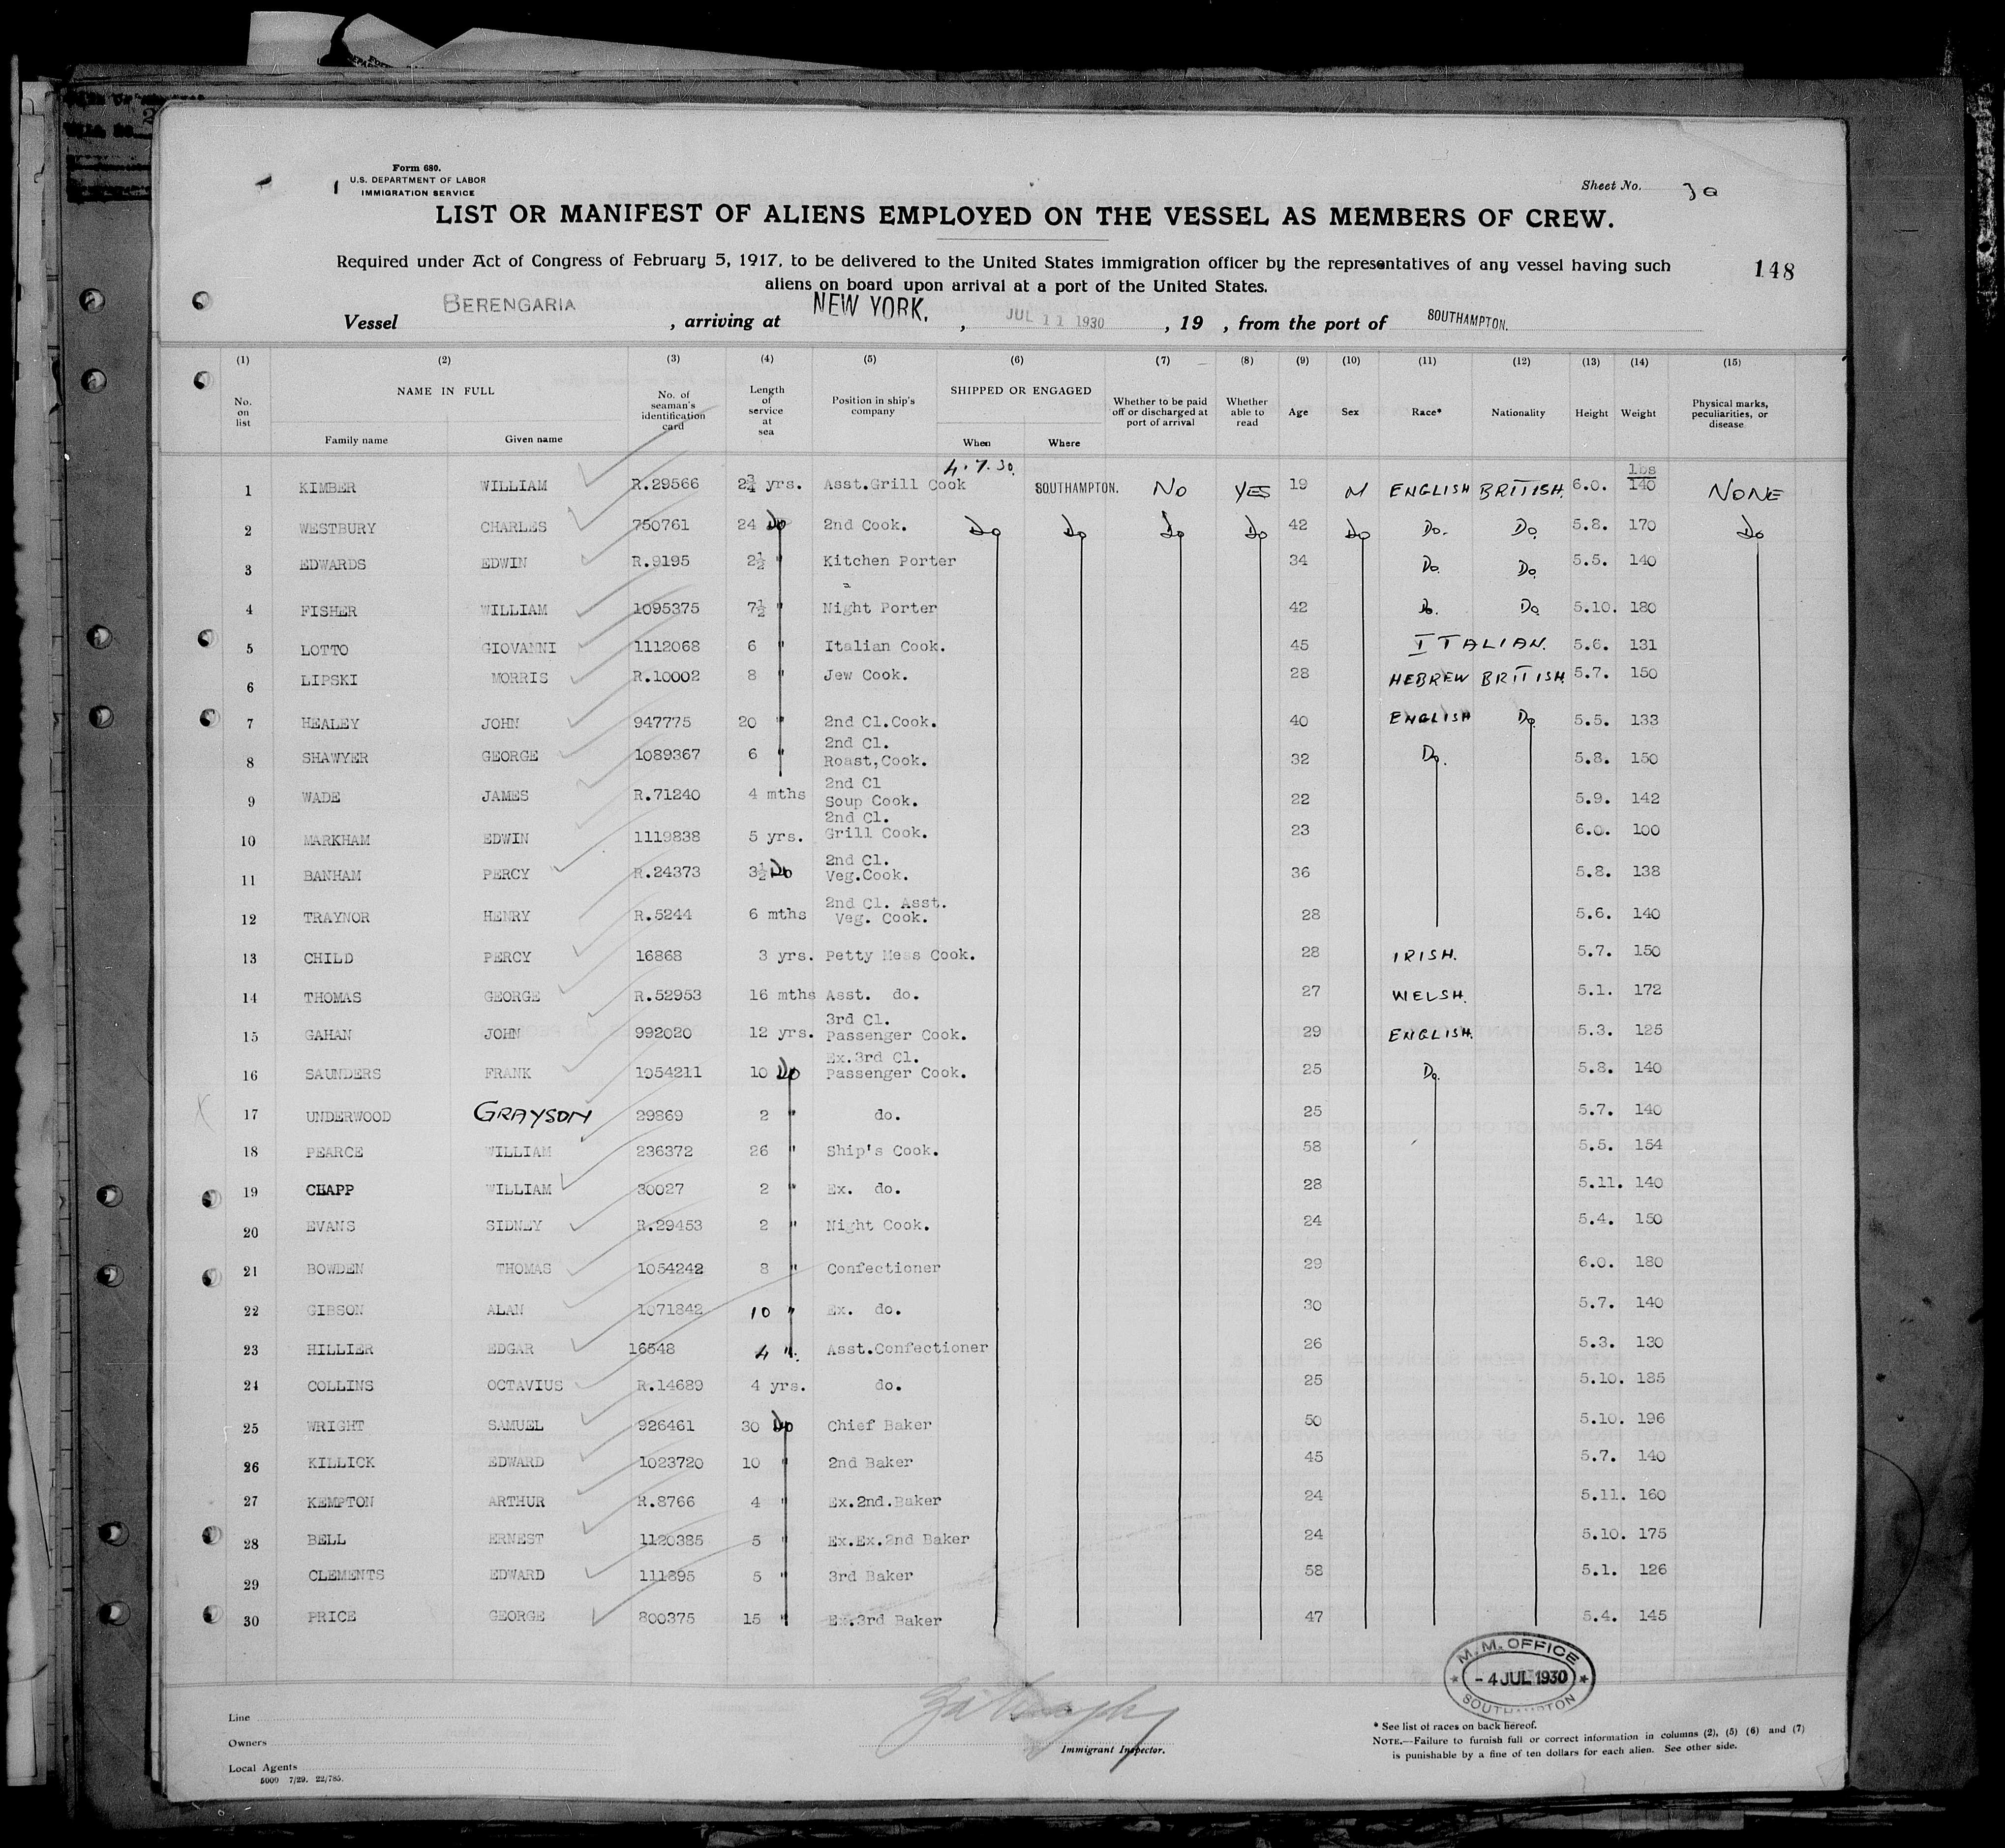 Form 680.
U.S. DEPARTMENT OF LABOR
IMMIGRATION SERVICE
Sheet No.
LIST OR MANIFEST OF ALIENS EMPLOYED ON THE VESSEL AS MEMBERS OF CREW.
Required under Act of Congress of February 5, 1917, to be delivered to the United States immigration officer by the representatives of any vessel having such
aliens on board upon arrival at a port of the United States.
148
Vessel BERENGARIA , arriving at NEW YORK. , JUL 11 1930 , 19 , from the port of SOUTHAMPTON.
(1) (2) (3) (4) (5) (6) (7) (8) (9) (10) (11) (12) (13) (14) (15)
No. on list NAME IN FULL Family name Given name No. of seaman's identification card Length of service at sea Position in ship's company SHIPPED OR ENGAGED When Where Whether to be paid off or discharged at port of arrival Whether able to read Age Sex Race* Nationality Height Weight Physical marks, peculiarities, or disease
1 KIMBER WILLIAM R.29566 2¾ yrs. Asst.Grill Cook 4.7.30. SOUTHAMPTON. NO YES 19 M ENGLISH BRITISH. 6.0. lbs 140 NONE
2 WESTBURY CHARLES 750761 24 Do 2nd Cook. Do Do Do Do 42 Do Do. Do. 5.8. 170 Do
3 EDWARDS EDWIN R.9195 2½ " Kitchen Porter 34 Do. Do. 5.5. 140
4 FISHER WILLIAM 1095375 7½ " Night Porter 42 Do. Do. 5.10. 180
5 LOTTO GIOVANNI 1112068 6 " Italian Cook. 45 ITALIAN. 5.6. 131
6 LIPSKI MORRIS R.10002 8 " Jew Cook. 28 HEBREW BRITISH. 5.7. 150
7 HEALEY JOHN 947775 20 " 2nd Cl.Cook. 40 ENGLISH Do. 5.5. 133
8 SHAWYER GEORGE 1089367 6 " 2nd Cl. Roast,Cook. 32 Do. 5.8. 150
9 WADE JAMES R.71240 4 mths 2nd Cl Soup Cook. 22 5.9. 142
10 MARKHAM EDWIN 1119838 5 yrs. 2nd Cl. Grill Cook. 23 6.0. 100
11 BANHAM PERCY R.24373 3½ Do 2nd Cl. Veg.Cook. 36 5.8. 138
12 TRAYNOR HENRY R.5244 6 mths 2nd Cl. Asst. Veg. Cook. 28 5.6. 140
13 CHILD PERCY 16868 3 yrs. Petty Mess Cook. 28 IRISH. 5.7. 150
14 THOMAS GEORGE R.52953 16 mths Asst. do. 27 WELSH. 5.1. 172
15 GAHAN JOHN 992020 12 yrs. 3rd Cl. Passenger Cook. 29 ENGLISH. 5.3. 125
16 SAUNDERS FRANK 1054211 10 Do Ex.3rd Cl. Passenger Cook. 25 Do. 5.8. 140
17 UNDERWOOD GRAYSON 29869 2 " do. 25 5.7. 140
18 PEARCE WILLIAM 236372 26 " Ship's Cook. 58 5.5. 154
19 CHAPP WILLIAM 30027 2 " Ex. do. 28 5.11. 140
20 EVANS SIDNEY R.29453 2 " Night Cook. 24 5.4. 150
21 BOWDEN THOMAS 1054242 8 " Confectioner 29 6.0. 180
22 GIBSON ALAN 1071842 10 " Ex. do. 30 5.7. 140
23 HILLIER EDGAR 16548 4 ". Asst.Confectioner 26 5.3. 130
24 COLLINS OCTAVIUS R.14689 4 yrs. do. 25 5.10. 185
25 WRIGHT SAMUEL 926461 30 Do Chief Baker 50 5.10. 196
26 KILLICK EDWARD 1023720 10 " 2nd Baker 45 5.7. 140
27 KEMPTON ARTHUR R.8766 4 " Ex.2nd.Baker 24 5.11. 160
28 BELL ERNEST 1120385 5 " Ex.Ex.2nd Baker 24 5.10. 175
29 CLEMENTS EDWARD 111895 5 " 3rd Baker 58 5.1. 126
30 PRICE GEORGE 800375 15 " Ex.3rd Baker 47 5.4. 145
M. M. OFFICE
- 4 JUL 1930
SOUTHAMPTON
Line
Owners
Local Agents
5000 7/29. 22/785.
Immigrant Inspector.
* See list of races on back hereof.
NOTE.—Failure to furnish full or correct information in columns (2), (5) (6) and (7)
is punishable by a fine of ten dollars for each alien. See other side.